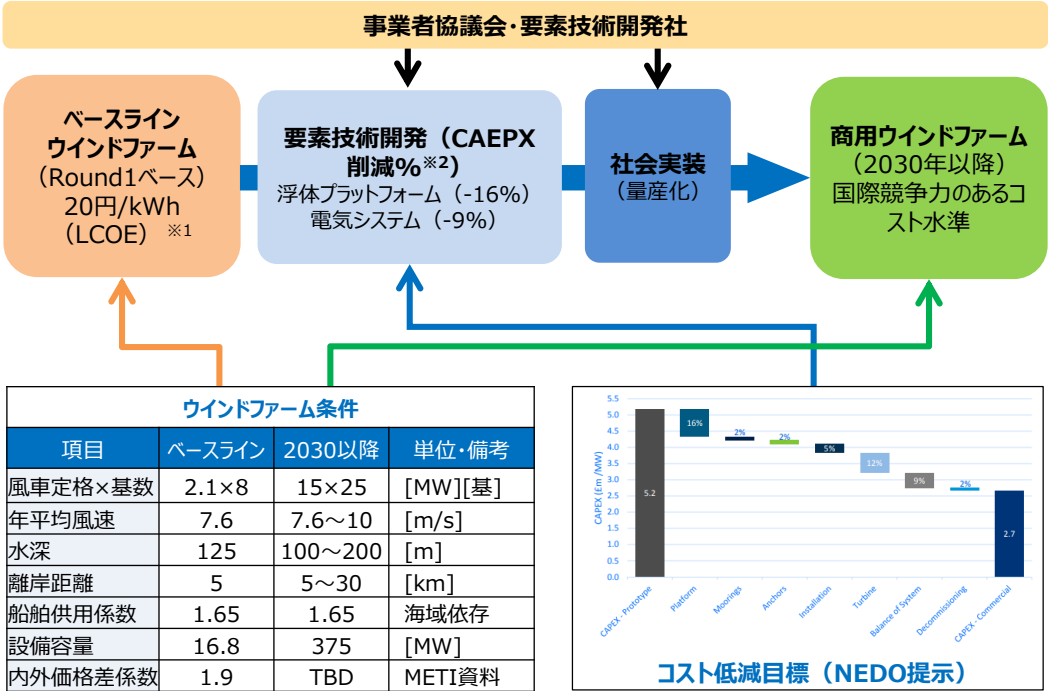 事業者協議会・要素技術開発社
ベースライン
ウインドファーム
（Round1ベース）
20円/kWh
（LCOE） ※1
要素技術開発（CAEPX
削減%※2）
浮体プラットフォーム（-16%）
電気システム（-9%）
社会実装
（量産化）
商用ウインドファーム
（2030年以降）
国際競争力のあるコ
スト水準
ウインドファーム条件
項目 ベースライン 2030以降 単位・備考
風車定格×基数 2.1×8 15×25 [MW][基]
年平均風速 7.6 7.6～10 [m/s]
水深 125 100～200 [m]
離岸距離 5 5～30 [km]
船舶供用係数 1.65 1.65 海域依存
設備容量 16.8 375 [MW]
内外価格差係数 1.9 TBD METI資料
CAPEX (£m /MW)
5.5
5.0
4.5
4.0
3.5
3.0
2.5
2.0
1.5
1.0
0.5
0.0
5.2
16%
2%
2%
5%
12%
9%
2%
2.7
CAPEX - Prototype
Platform
Moorings
Anchors
Installation
Turbine
Balance of System
Decommissioning
CAPEX - Commercial
コスト低減目標（NEDO提示）